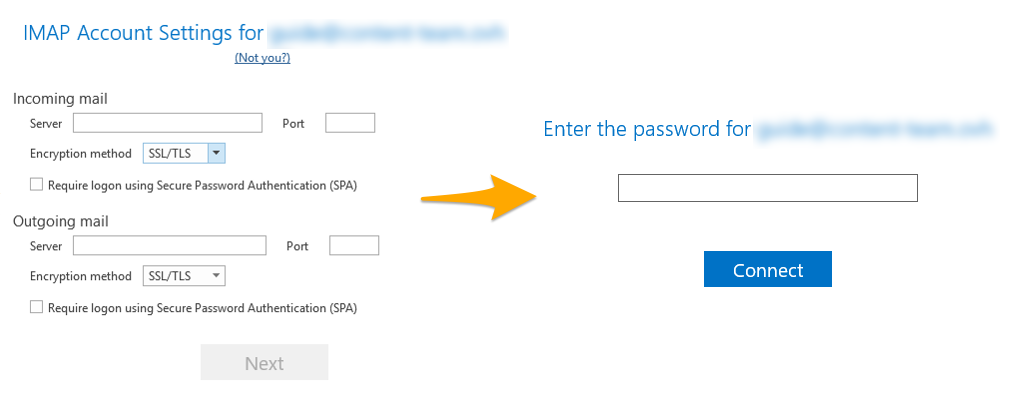 IMAP Account Settings for
(Not you?)
Incoming mail
Server Port
Encryption method SSL/TLS
Require logon using Secure Password Authentication (SPA)
Outgoing mail
Server Port
Encryption method SSL/TLS
Require logon using Secure Password Authentication (SPA)
Next
Enter the password for
Connect